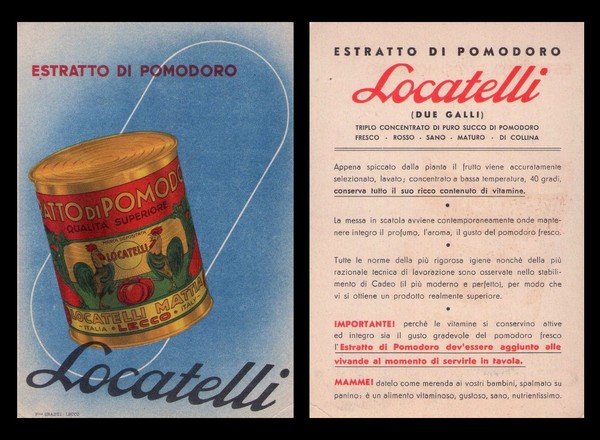 ESTRATTO DI POMODORO
ATTO DI POMODO
QUALITÀ SUPERIORE
LOCATELLI
LOCATELLI MATTIA
ITALIA LECCO ITALIA
Locatelli
ESTRATTO DI POMODORO
Locatelli
(DUE GALLI)
TRIPLO CONCENTRATO DI PURO SUCCO DI POMODORO
FRESCO - ROSSO - SANO - MATURO - DI COLLINA
Appena spiccato dalla pianta il frutto viene accuratamente
selezionato, lavato; concentrato a bassa temperatura, 40 gradi,
conserva tutto il suo ricco contenuto di vitamine.
•
La messa in scatola avviene contemporaneamente onde mante-
nere integro il profumo, l'aroma, il gusto del pomodoro fresco.
•
Tutte le norme della più rigorosa igiene nonchè della più
razionale tecnica di lavorazione sono osservate nello stabili-
mento di Cadeo (il più moderno e perfetto), per modo che
vi si ottiene un prodotto realmente superiore.
•
IMPORTANTE! perchè le vitamine si conservino attive
ed integro sia il gusto gradevole del pomodoro fresco
l'Estratto di Pomodoro dev'essere aggiunto alle
vivande al momento di servirle in tavola.
MAMME! datelo come merenda ai vostri bambini, spalmato su
panino: è un alimento vitaminoso, gustoso, sano, nutrientissimo.